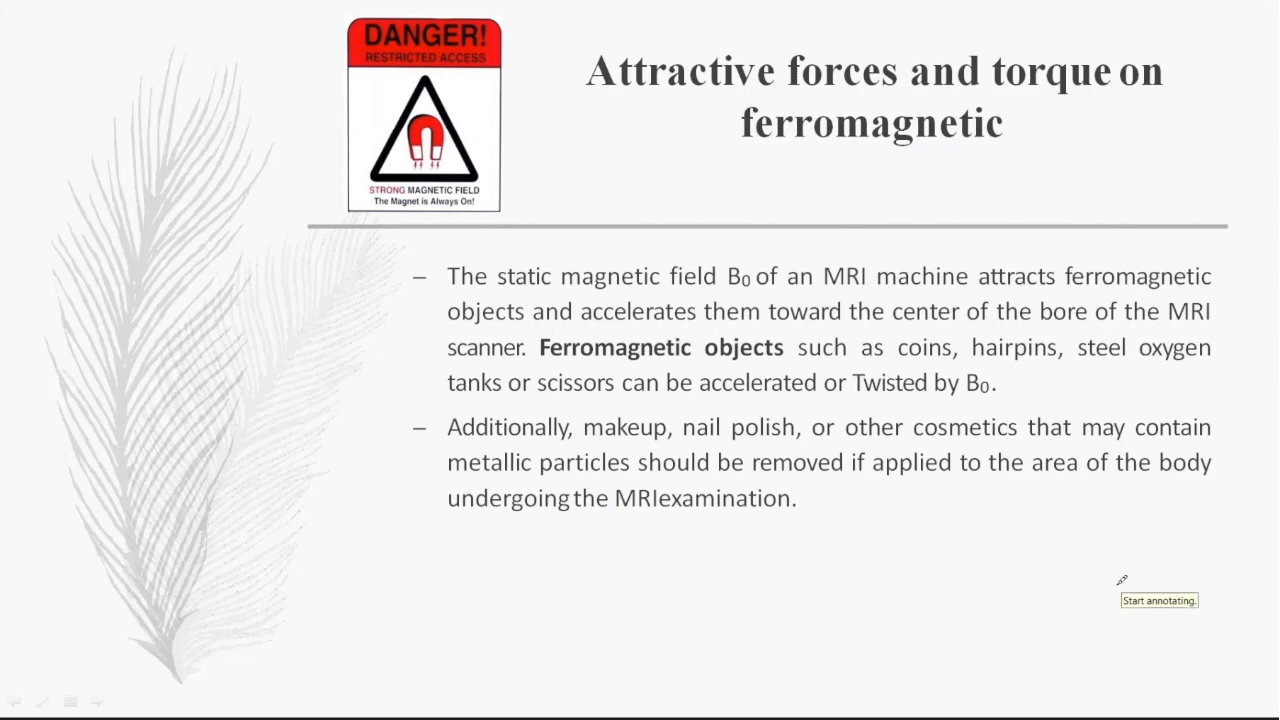 DANGER!
RESTRICTED ACCESS
STRONG MAGNETIC FIELD
The Magnet is Always On!
Attractive forces and torque on
ferromagnetic
– The static magnetic field B₀ of an MRI machine attracts ferromagnetic
objects and accelerates them toward the center of the bore of the MRI
scanner. Ferromagnetic objects such as coins, hairpins, steel oxygen
tanks or scissors can be accelerated or Twisted by B₀.
– Additionally, makeup, nail polish, or other cosmetics that may contain
metallic particles should be removed if applied to the area of the body
undergoing the MRIexamination.
Start annotating.